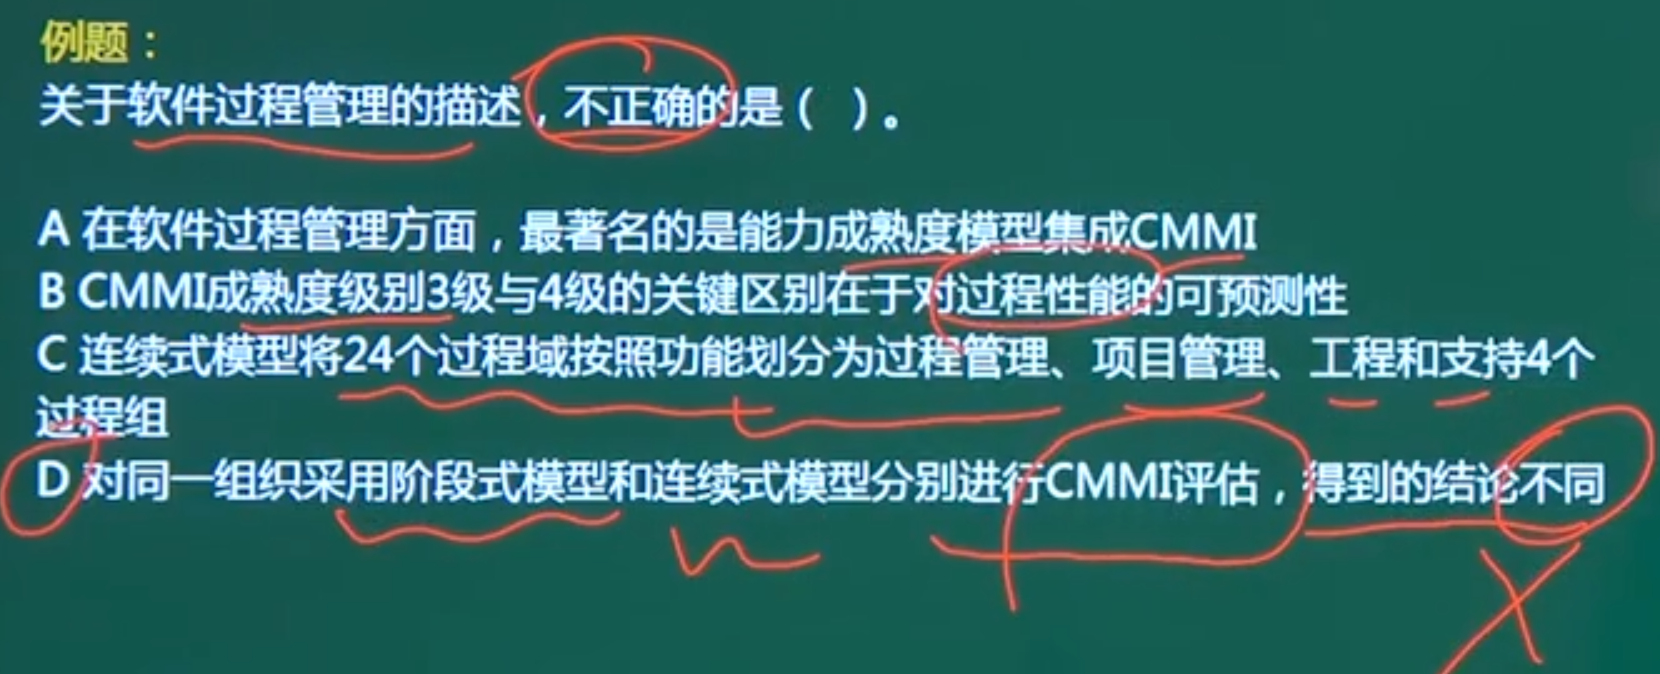 例题：
关于软件过程管理的描述，不正确的是（ ）。
A 在软件过程管理方面，最著名的是能力成熟度模型集成CMMI
B CMMI成熟度级别3级与4级的关键区别在于对过程性能的可预测性
C 连续式模型将24个过程域按照功能划分为过程管理、项目管理、工程和支持4个
过程组
D 对同一组织采用阶段式模型和连续式模型分别进行CMMI评估，得到的结论不同